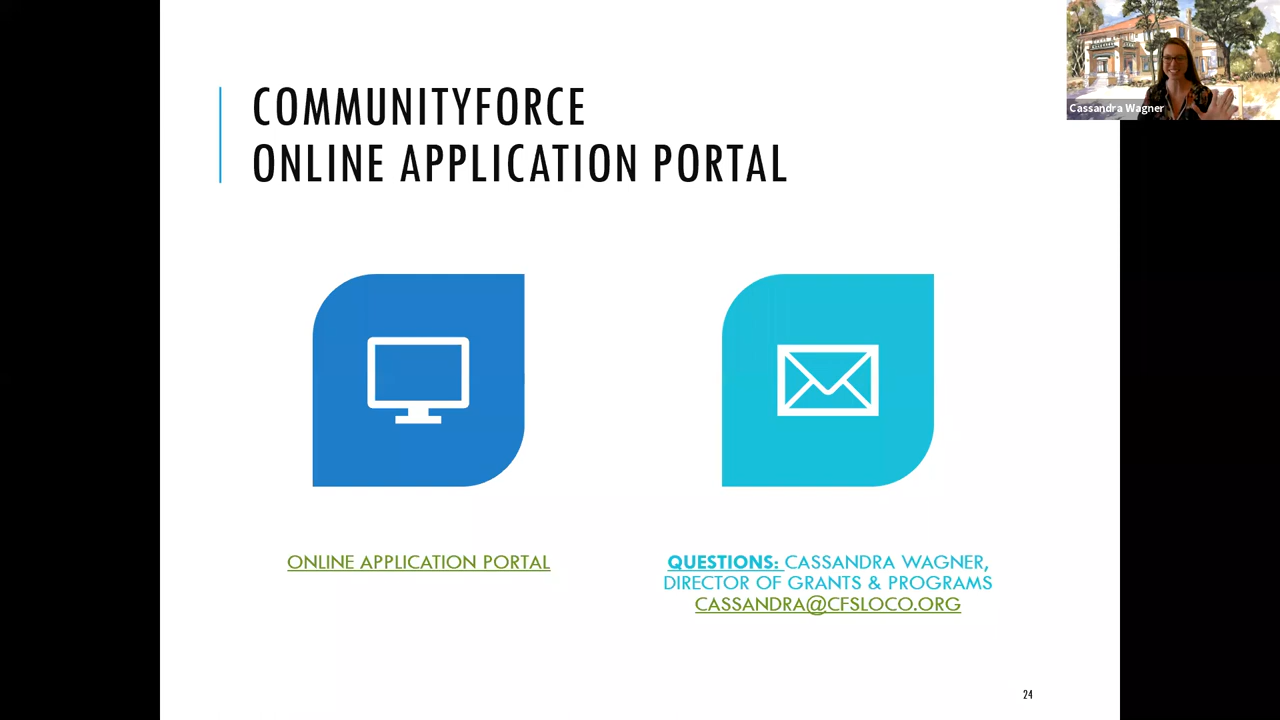 COMMUNITYFORCE
ONLINE APPLICATION PORTAL
Cassandra Wagner
ONLINE APPLICATION PORTAL
QUESTIONS: CASSANDRA WAGNER,
DIRECTOR OF GRANTS & PROGRAMS
CASSANDRA@CFSLOCO.ORG
24